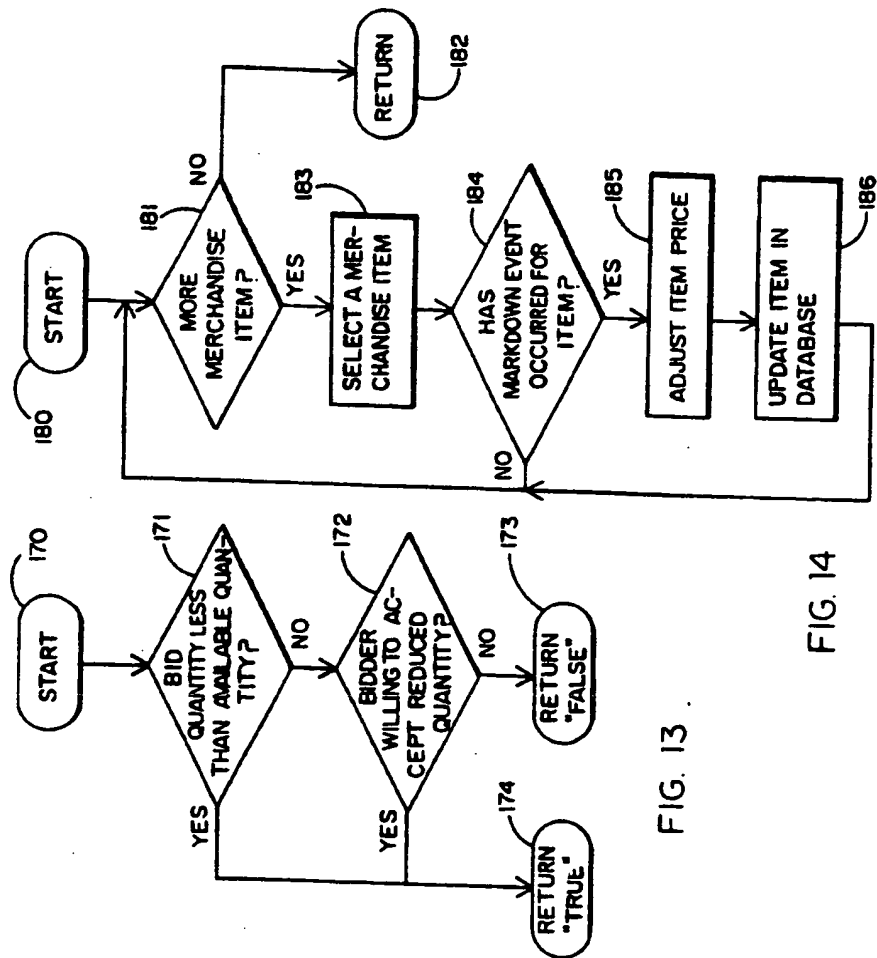 170
START
171
BID
QUANTITY LESS
THAN AVAILABLE QUAN-
TITY?
YES
NO
172
BIDDER
WILLING TO AC-
CEPT REDUCED
QUANTITY?
YES
NO
174
RETURN
"TRUE"
173
RETURN
"FALSE"
FIG. 13
180
START
181
MORE
MERCHANDISE
ITEM?
NO
YES
RETURN
182
183
SELECT A MER-
CHANDISE ITEM
184
HAS
MARKDOWN EVENT
OCCURRED FOR
ITEM?
NO
YES
185
ADJUST ITEM PRICE
186
UPDATE ITEM IN
DATABASE
FIG. 14